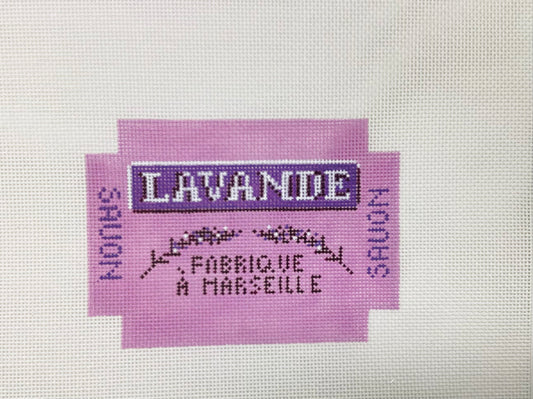 LAVANDE
SAVON
FABRIQUE
À MARSEILLE
SAVON